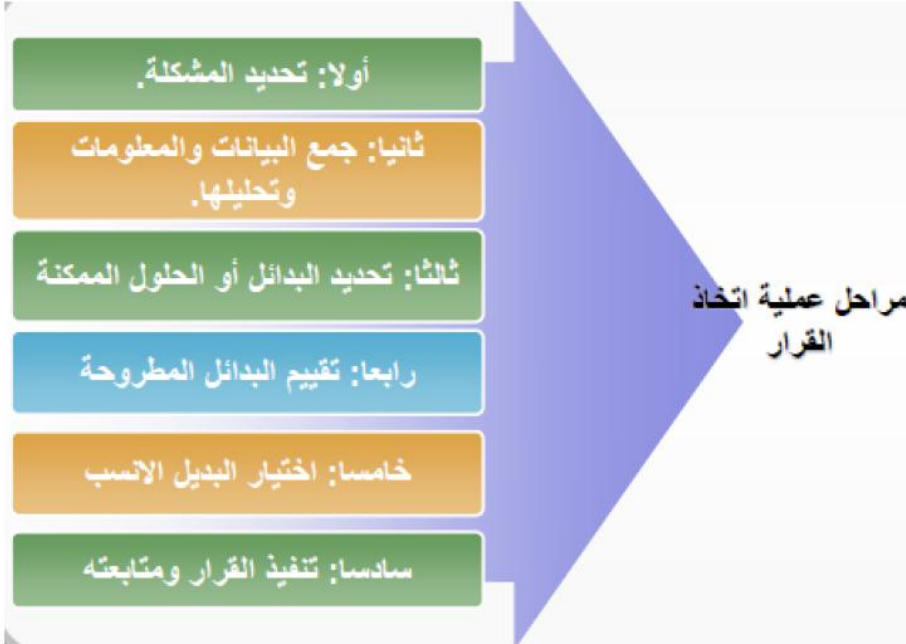 أولا: تحديد المشكلة.
ثانيا: جمع البيانات والمعلومات
وتحليلها.
ثالثا: تحديد البدائل أو الحلول الممكنة
رابعا: تقييم البدائل المطروحة
خامسا: اختيار البديل الانسب
سادسا: تنفيذ القرار ومتابعته
مراحل عملية اتخاذ
القرار